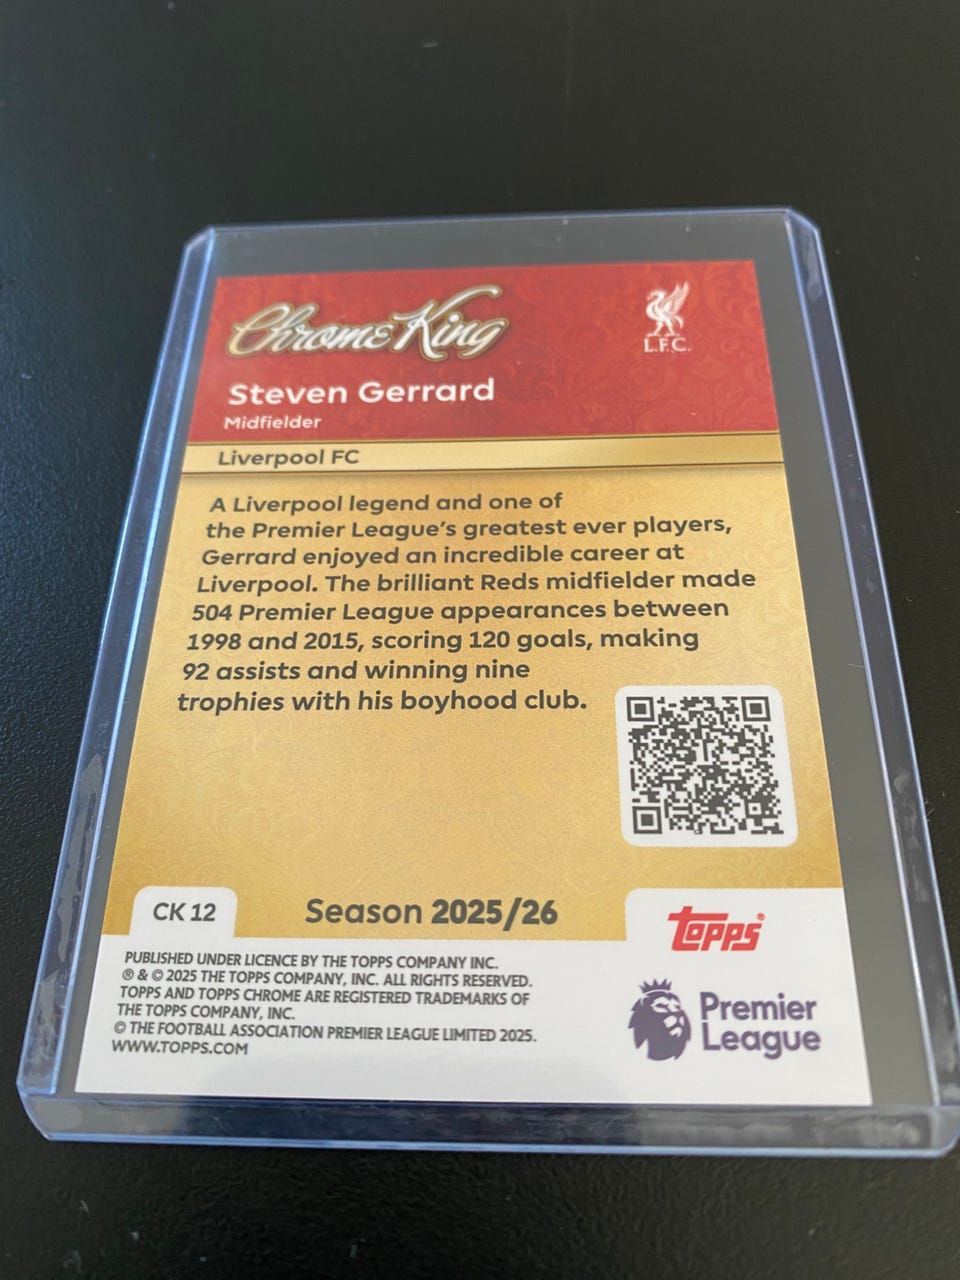 Chrome King
L.F.C.
Steven Gerrard
Midfielder
Liverpool FC
A Liverpool legend and one of
the Premier League's greatest ever players,
Gerrard enjoyed an incredible career at
Liverpool. The brilliant Reds midfielder made
504 Premier League appearances between
1998 and 2015, scoring 120 goals, making
92 assists and winning nine
trophies with his boyhood club.
CK 12
Season 2025/26
topps®
PUBLISHED UNDER LICENCE BY THE TOPPS COMPANY INC.
® & © 2025 THE TOPPS COMPANY, INC. ALL RIGHTS RESERVED.
TOPPS AND TOPPS CHROME ARE REGISTERED TRADEMARKS OF
THE TOPPS COMPANY, INC.
© THE FOOTBALL ASSOCIATION PREMIER LEAGUE LIMITED 2025.
WWW.TOPPS.COM
Premier
League